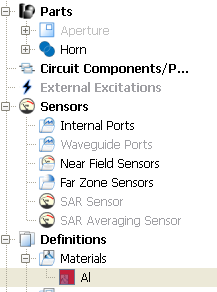 Parts
Aperture
Horn
Circuit Components/P...
External Excitations
Sensors
Internal Ports
Waveguide Ports
Near Field Sensors
Far Zone Sensors
SAR Sensor
SAR Averaging Sensor
Definitions
Materials
Al